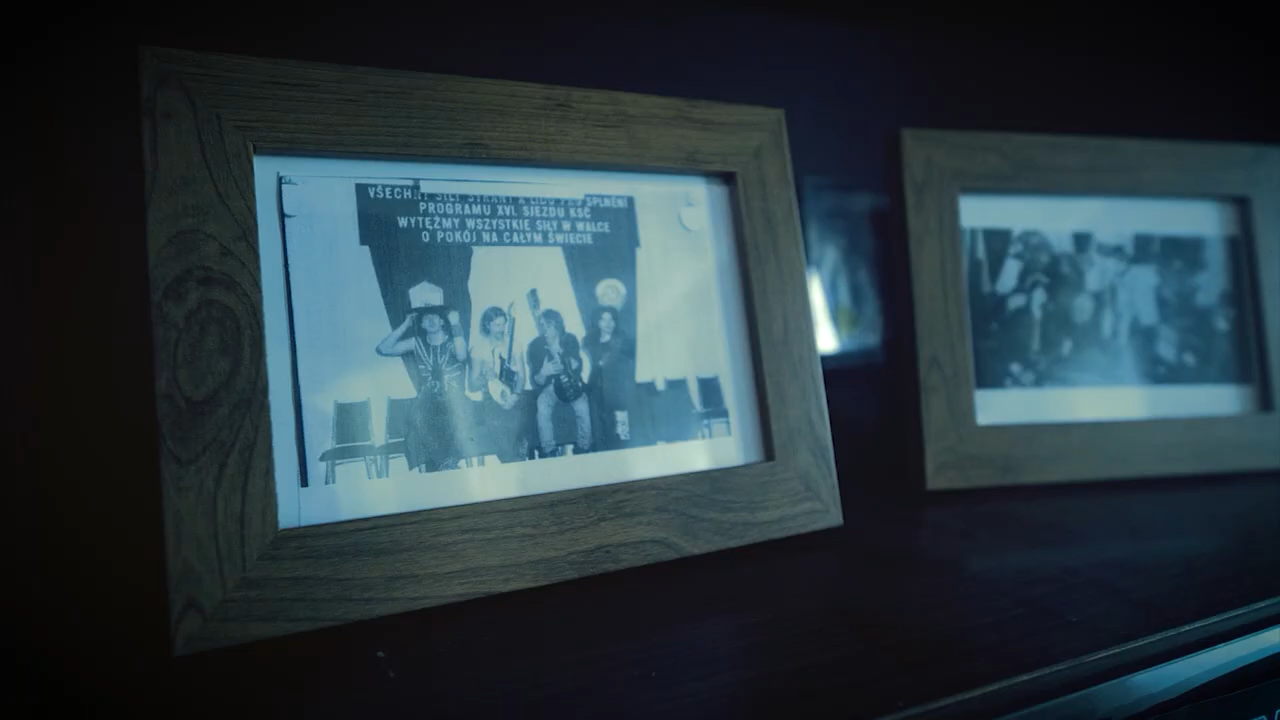 VŠECHNY SÍLY STRANY A LIDU PRO SPLNĚNÍ
PROGRAMU XVI. SJEZDU KSČ
WYTĘŻMY WSZYSTKIE SIŁY W WALCE
O POKÓJ NA CAŁYM ŚWIECIE